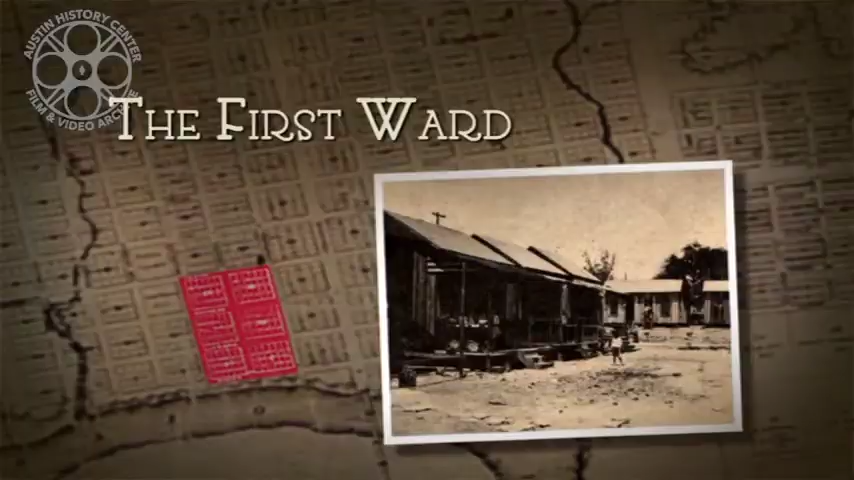 AUSTIN HISTORY CENTER
FILM & VIDEO ARCHIVE
THE FIRST WARD